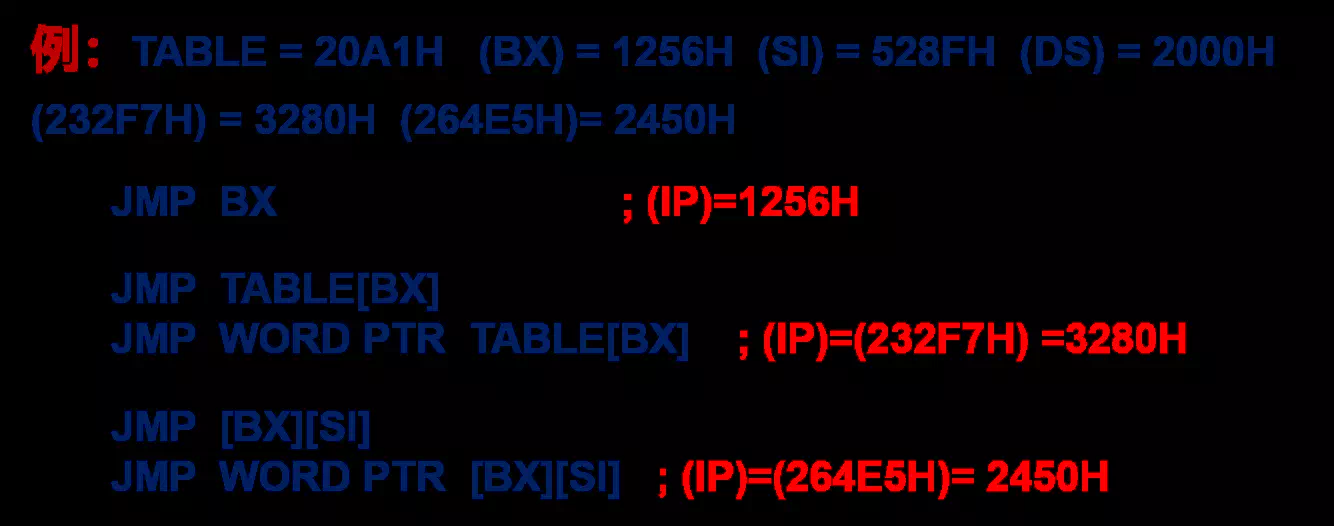 例：TABLE = 20A1H (BX) = 1256H (SI) = 528FH (DS) = 2000H
(232F7H) = 3280H (264E5H)= 2450H
JMP BX ; (IP)=1256H
JMP TABLE[BX]
JMP WORD PTR TABLE[BX] ; (IP)=(232F7H) =3280H
JMP [BX][SI]
JMP WORD PTR [BX][SI] ; (IP)=(264E5H)= 2450H